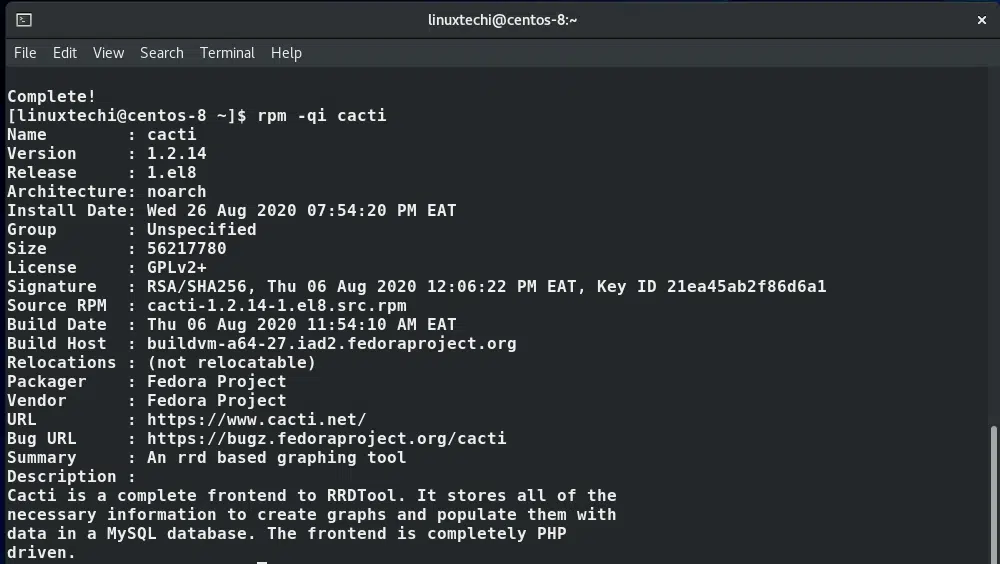 linuxtechi@centos-8:~
File Edit View Search Terminal Help
Complete!
[linuxtechi@centos-8 ~]$ rpm -qi cacti
Name        : cacti
Version     : 1.2.14
Release     : 1.el8
Architecture: noarch
Install Date: Wed 26 Aug 2020 07:54:20 PM EAT
Group       : Unspecified
Size        : 56217780
License     : GPLv2+
Signature   : RSA/SHA256, Thu 06 Aug 2020 12:06:22 PM EAT, Key ID 21ea45ab2f86d6a1
Source RPM  : cacti-1.2.14-1.el8.src.rpm
Build Date  : Thu 06 Aug 2020 11:54:10 AM EAT
Build Host  : buildvm-a64-27.iad2.fedoraproject.org
Relocations : (not relocatable)
Packager    : Fedora Project
Vendor      : Fedora Project
URL         : https://www.cacti.net/
Bug URL     : https://bugz.fedoraproject.org/cacti
Summary     : An rrd based graphing tool
Description :
Cacti is a complete frontend to RRDTool. It stores all of the
necessary information to create graphs and populate them with
data in a MySQL database. The frontend is completely PHP
driven.